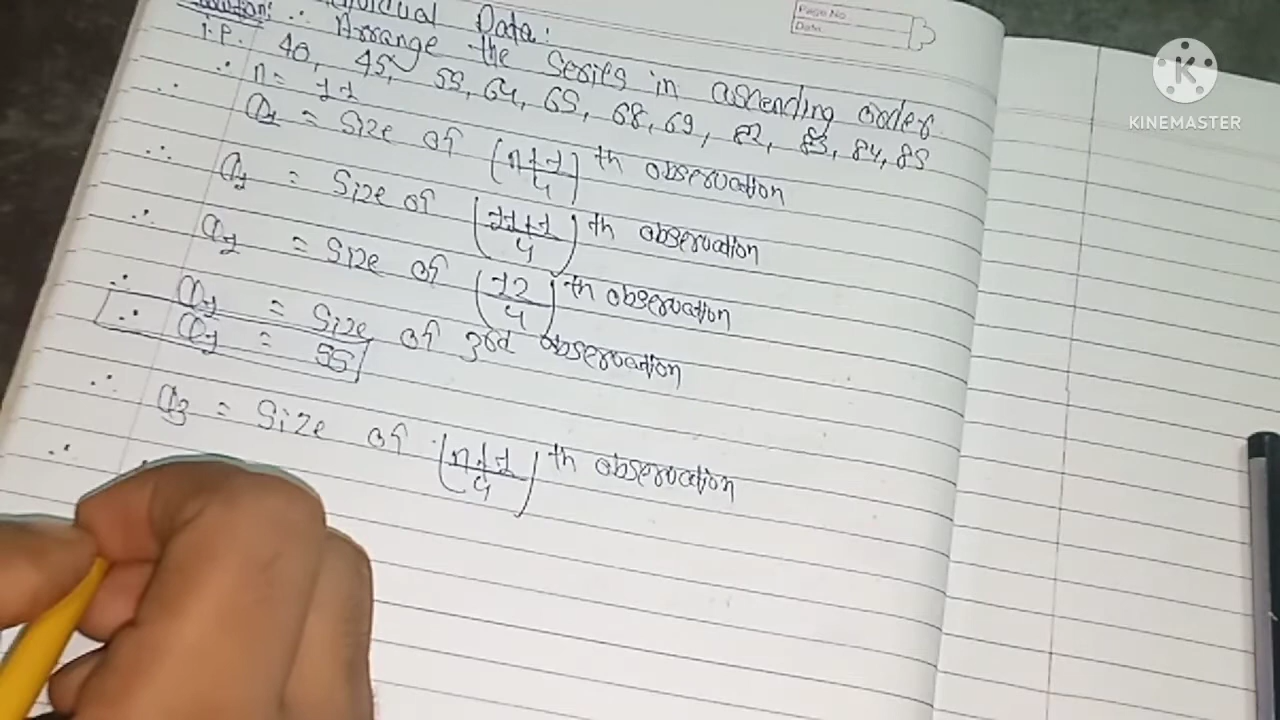 Data:
Page No.
Date
∴ Arrange the series in ascending order.
i.e. 40, 45, 55, 64, 65, 68, 69, 82, 83, 84, 85
∴ n = 11
∴ Q1 = Size of (n+1/4) th observation
∴ Q1 = Size of (11+1/4) th observation
∴ Q1 = Size of (12/4) th observation
∴ Q1 = Size of 3rd observation
∴ Q1 = 55
∴ Q3 = Size of (n+1/4) th observation
∴
K
KINEMASTER